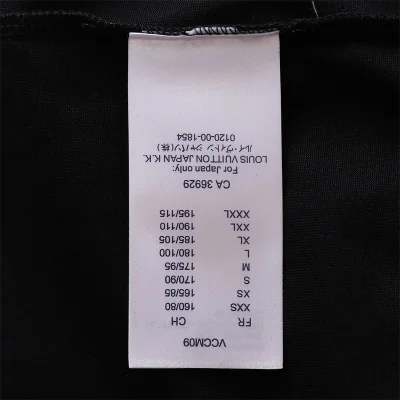 VCCM09
FR CH
XXS 160/80
XS 165/85
S 170/90
M 175/95
L 180/100
XL 185/105
XXL 190/110
XXXL 195/115
CA 36929
For Japan only:
LOUIS VUITTON JAPAN K.K.
ルイ・ヴィトン ジャパン(株)
0120-00-1854